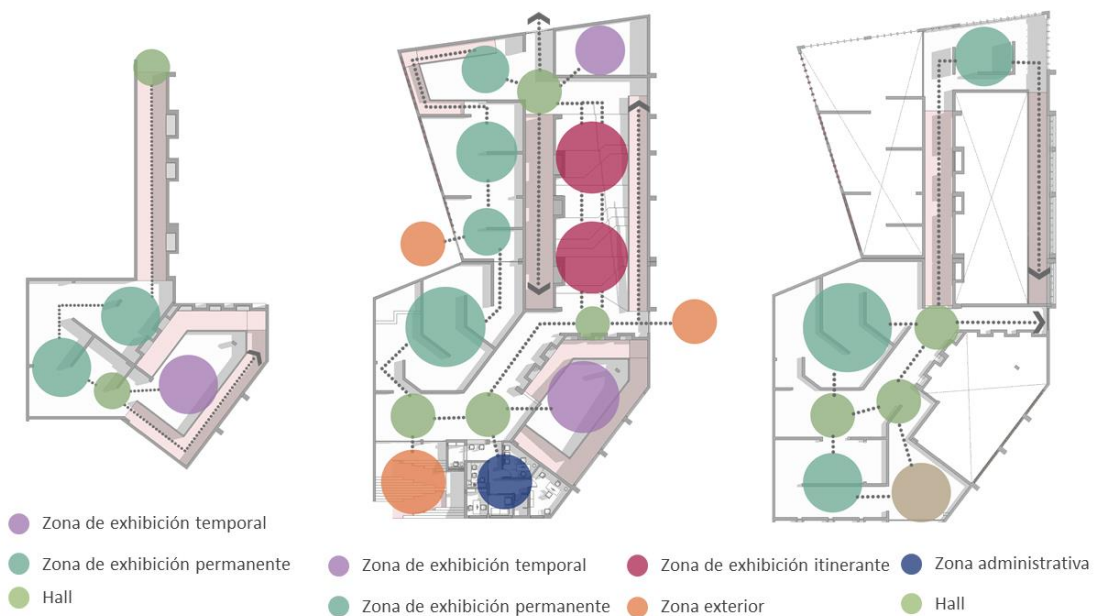 Zona de exhibición temporal
Zona de exhibición permanente
Hall
Zona de exhibición temporal
Zona de exhibición itinerante
Zona administrativa
Zona de exhibición permanente
Zona exterior
Hall